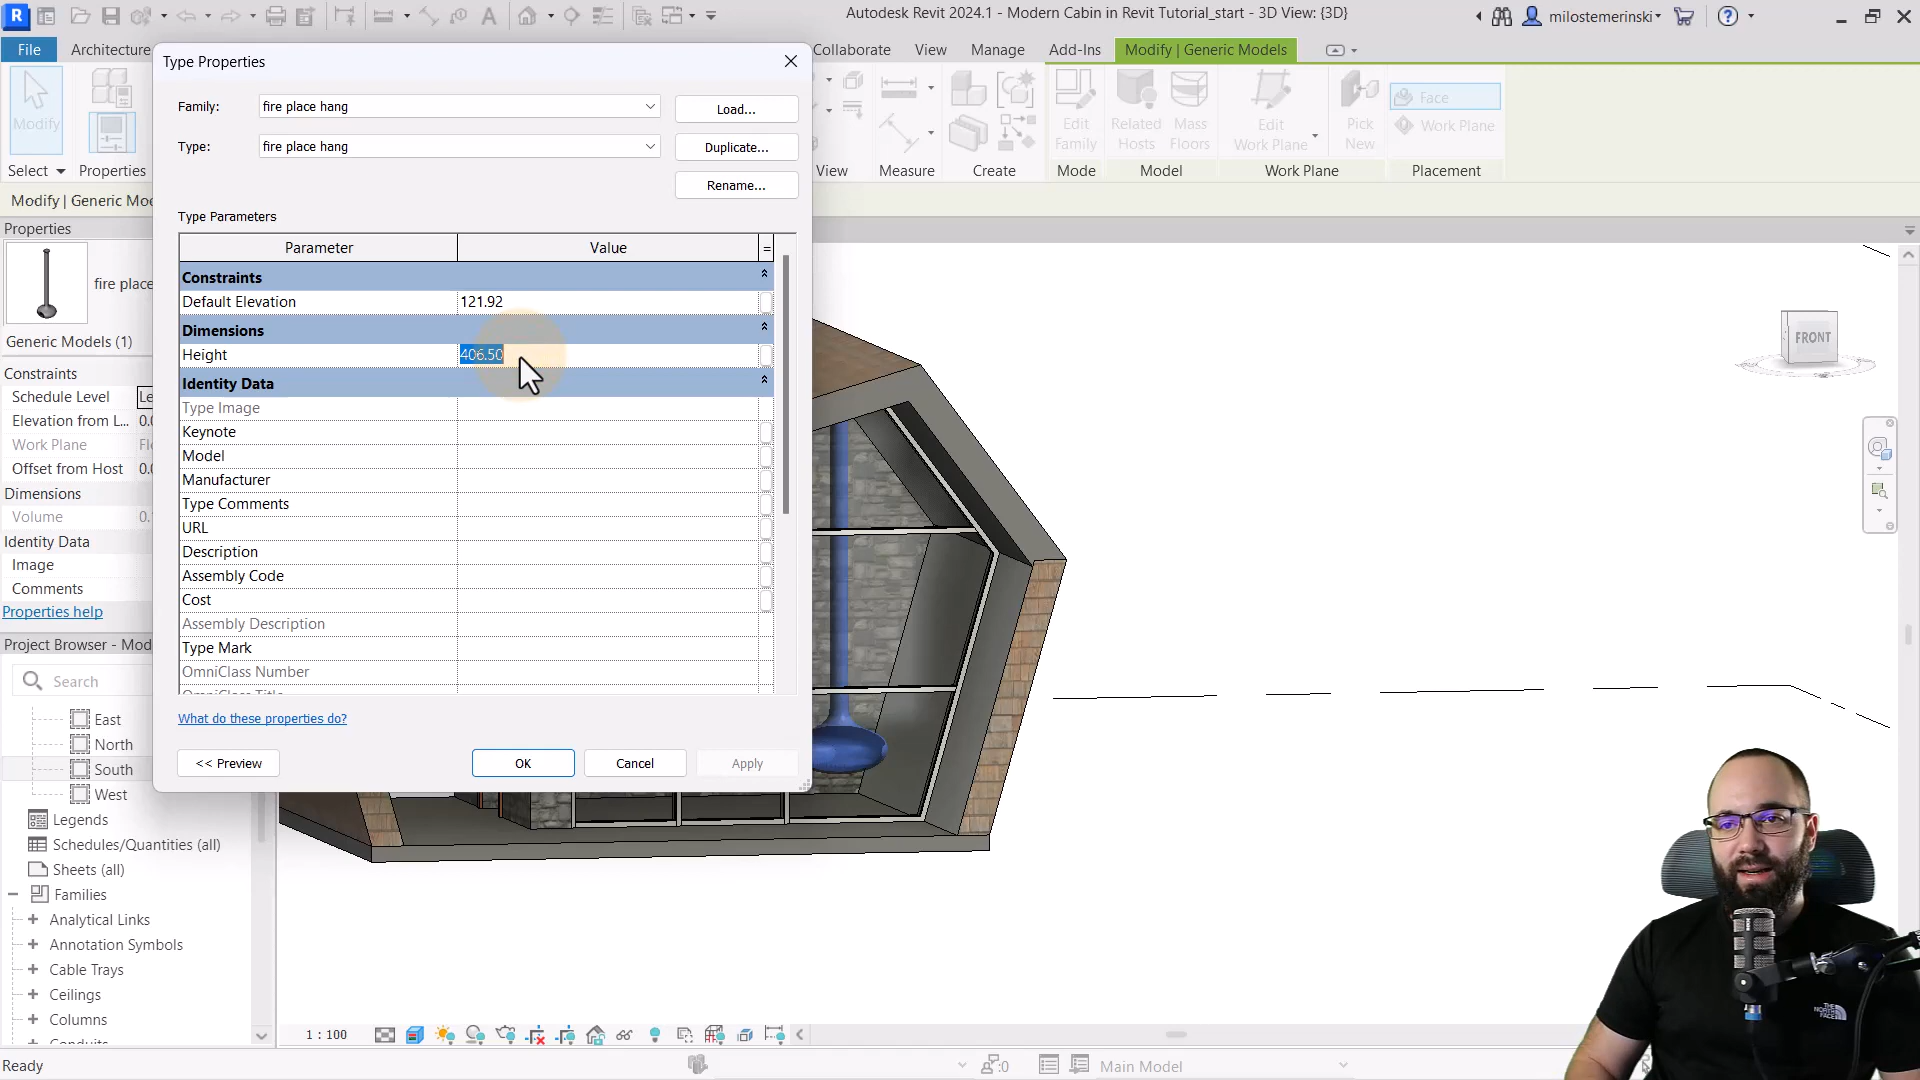 Autodesk Revit 2024.1 - Modern Cabin in Revit Tutorial_start - 3D View: {3D}
milostemerinski
File
Architecture
Collaborate
View
Manage
Add-Ins
Modify | Generic Models
Modify
Select
Properties
View
Measure
Create
Edit
Family
Mode
Related
Hosts
Mass
Floors
Model
Edit
Work Plane
Work Plane
Pick
New
Face
Work Plane
Placement
Modify | Generic Mod
Properties
fire place
Generic Models (1)
Constraints
Schedule Level
Elevation from L...
Work Plane
Offset from Host
Dimensions
Volume
Identity Data
Image
Comments
Properties help
Project Browser - Mod
Search
East
North
South
West
Legends
Schedules/Quantities (all)
Sheets (all)
Families
Analytical Links
Annotation Symbols
Cable Trays
Ceilings
Columns
Conduits
Type Properties
Family:
fire place hang
Load...
Type:
fire place hang
Duplicate...
Rename...
Type Parameters
Parameter
Value
=
Constraints
Default Elevation
121.92
Dimensions
Height
406.50
Identity Data
Type Image
Keynote
Model
Manufacturer
Type Comments
URL
Description
Assembly Code
Cost
Assembly Description
Type Mark
OmniClass Number
OmniClass Title
What do these properties do?
<< Preview
OK
Cancel
Apply
FRONT
1 : 100
Ready
:0
Main Model
THE
NORTH
FACE